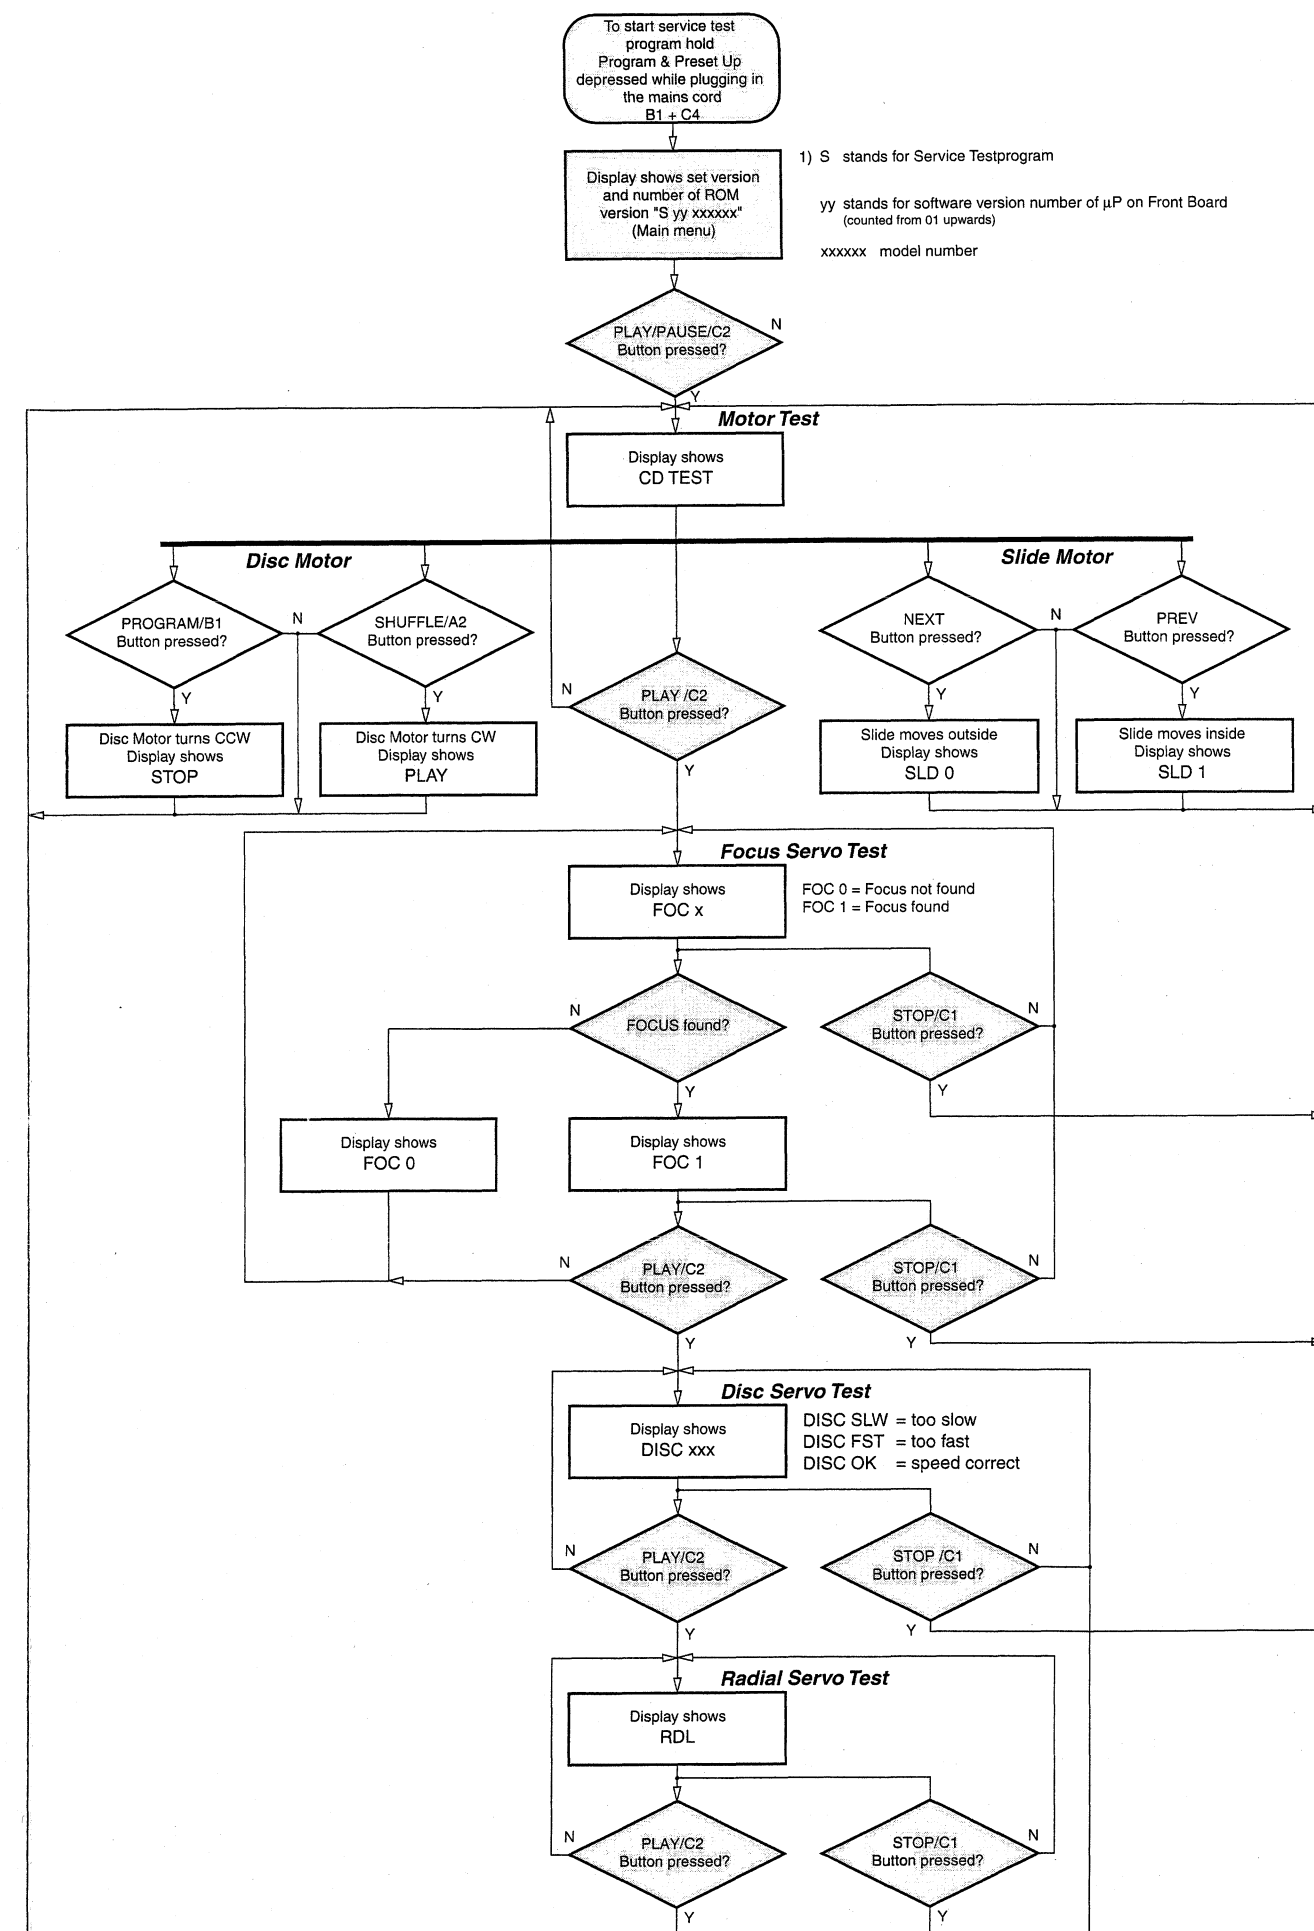 To start service test
program hold
Program & Preset Up
depressed while plugging in
the mains cord
B1 + C4
Display shows set version
and number of ROM
version "S yy xxxxxx"
(Main menu)
1) S stands for Service Testprogram
yy stands for software version number of µP on Front Board
(counted from 01 upwards)
xxxxxx model number
PLAY/PAUSE/C2
Button pressed?
N
Y
Motor Test
Display shows
CD TEST
Disc Motor
Slide Motor
PROGRAM/B1
Button pressed?
N
SHUFFLE/A2
Button pressed?
NEXT
Button pressed?
N
PREV
Button pressed?
Y
Y
N
PLAY /C2
Button pressed?
Y
Y
Disc Motor turns CCW
Display shows
STOP
Disc Motor turns CW
Display shows
PLAY
Y
Slide moves outside
Display shows
SLD 0
Slide moves inside
Display shows
SLD 1
Focus Servo Test
Display shows
FOC x
FOC 0 = Focus not found
FOC 1 = Focus found
N
FOCUS found?
STOP/C1
Button pressed?
N
Y
Y
Display shows
FOC 0
Display shows
FOC 1
N
PLAY/C2
Button pressed?
STOP/C1
Button pressed?
N
Y
Y
Disc Servo Test
Display shows
DISC xxx
DISC SLW = too slow
DISC FST = too fast
DISC OK = speed correct
N
PLAY/C2
Button pressed?
STOP /C1
Button pressed?
N
Y
Y
Radial Servo Test
Display shows
RDL
N
PLAY/C2
Button pressed?
STOP/C1
Button pressed?
N
Y
Y